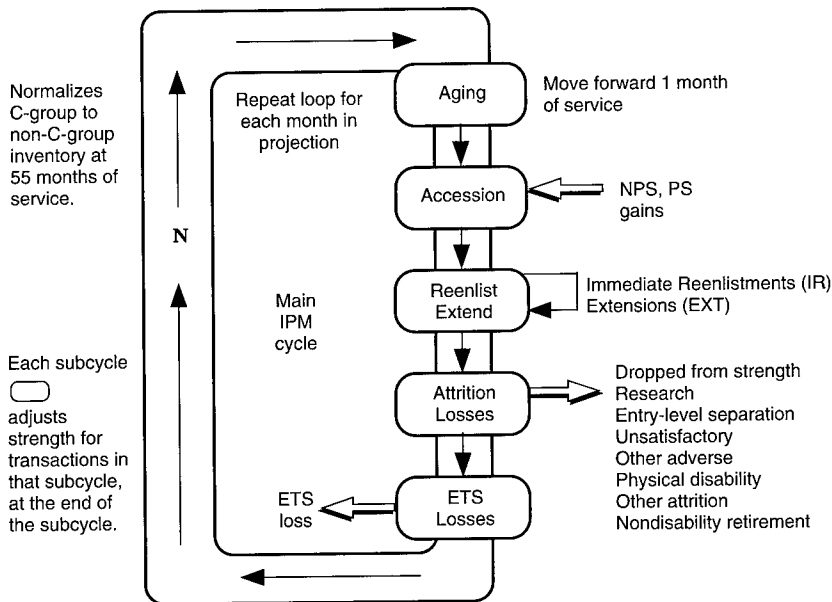 Normalizes
C-group to
non-C-group
inventory at
55 months of
service.
Repeat loop for
each month in
projection
Aging
Move forward 1 month
of service
Accession
NPS, PS
gains
N
Reenlist
Extend
Immediate Reenlistments (IR)
Extensions (EXT)
Main
IPM
cycle
Each subcycle
adjusts
strength for
transactions in
that subcycle,
at the end of
the subcycle.
Attrition
Losses
Dropped from strength
Research
Entry-level separation
Unsatisfactory
Other adverse
Physical disability
Other attrition
Nondisability retirement
ETS
loss
ETS
Losses